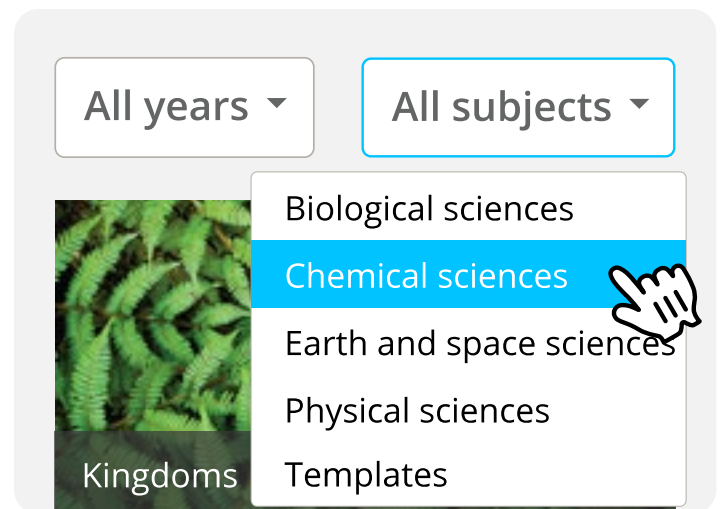 All years
All subjects
Biological sciences
Chemical sciences
Earth and space sciences
Physical sciences
Kingdoms
Templates